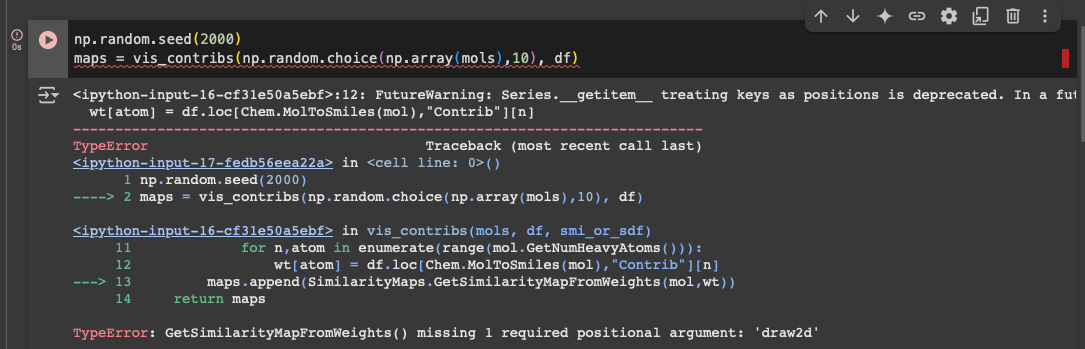 np.random.seed(2000)
maps = vis_contribs(np.random.choice(np.array(mols),10), df)
0s
<ipython-input-16-cf31e50a5ebf>:12: FutureWarning: Series.__getitem__ treating keys as positions is deprecated. In a fut
  wt[atom] = df.loc[Chem.MolToSmiles(mol),"Contrib"][n]
---------------------------------------------------------------------------
TypeError                                 Traceback (most recent call last)
<ipython-input-17-fedb56eea22a> in <cell line: 0>()
      1 np.random.seed(2000)
----> 2 maps = vis_contribs(np.random.choice(np.array(mols),10), df)
<ipython-input-16-cf31e50a5ebf> in vis_contribs(mols, df, smi_or_sdf)
     11             for n,atom in enumerate(range(mol.GetNumHeavyAtoms())):
     12                 wt[atom] = df.loc[Chem.MolToSmiles(mol),"Contrib"][n]
---> 13         maps.append(SimilarityMaps.GetSimilarityMapFromWeights(mol,wt))
     14     return maps
TypeError: GetSimilarityMapFromWeights() missing 1 required positional argument: 'draw2d'